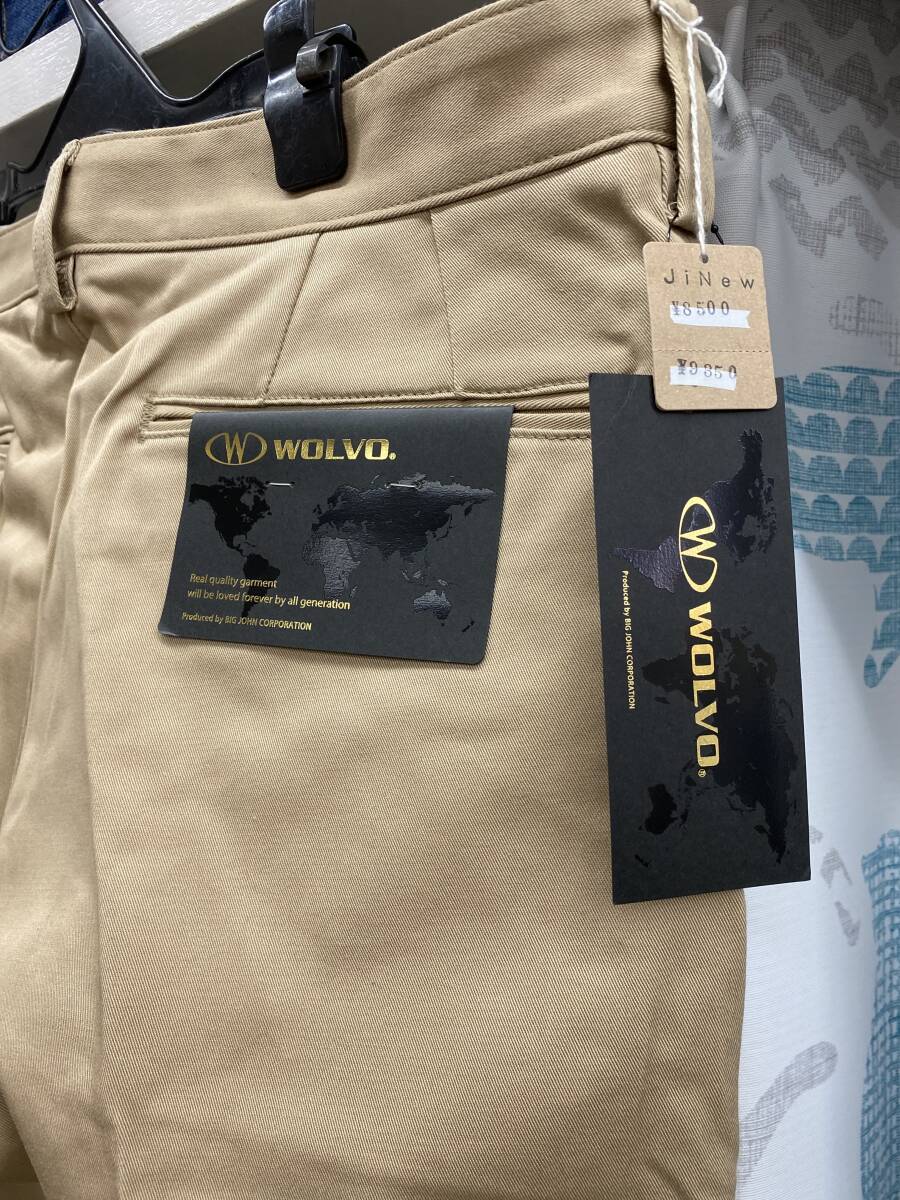 JiNew
¥8500
¥9350
W WOLVO®
Real quality garment
will be loved forever by all generation
Produced by BIG JOHN CORPORATION
W WOLVO®
Produced by BIG JOHN CORPORATION